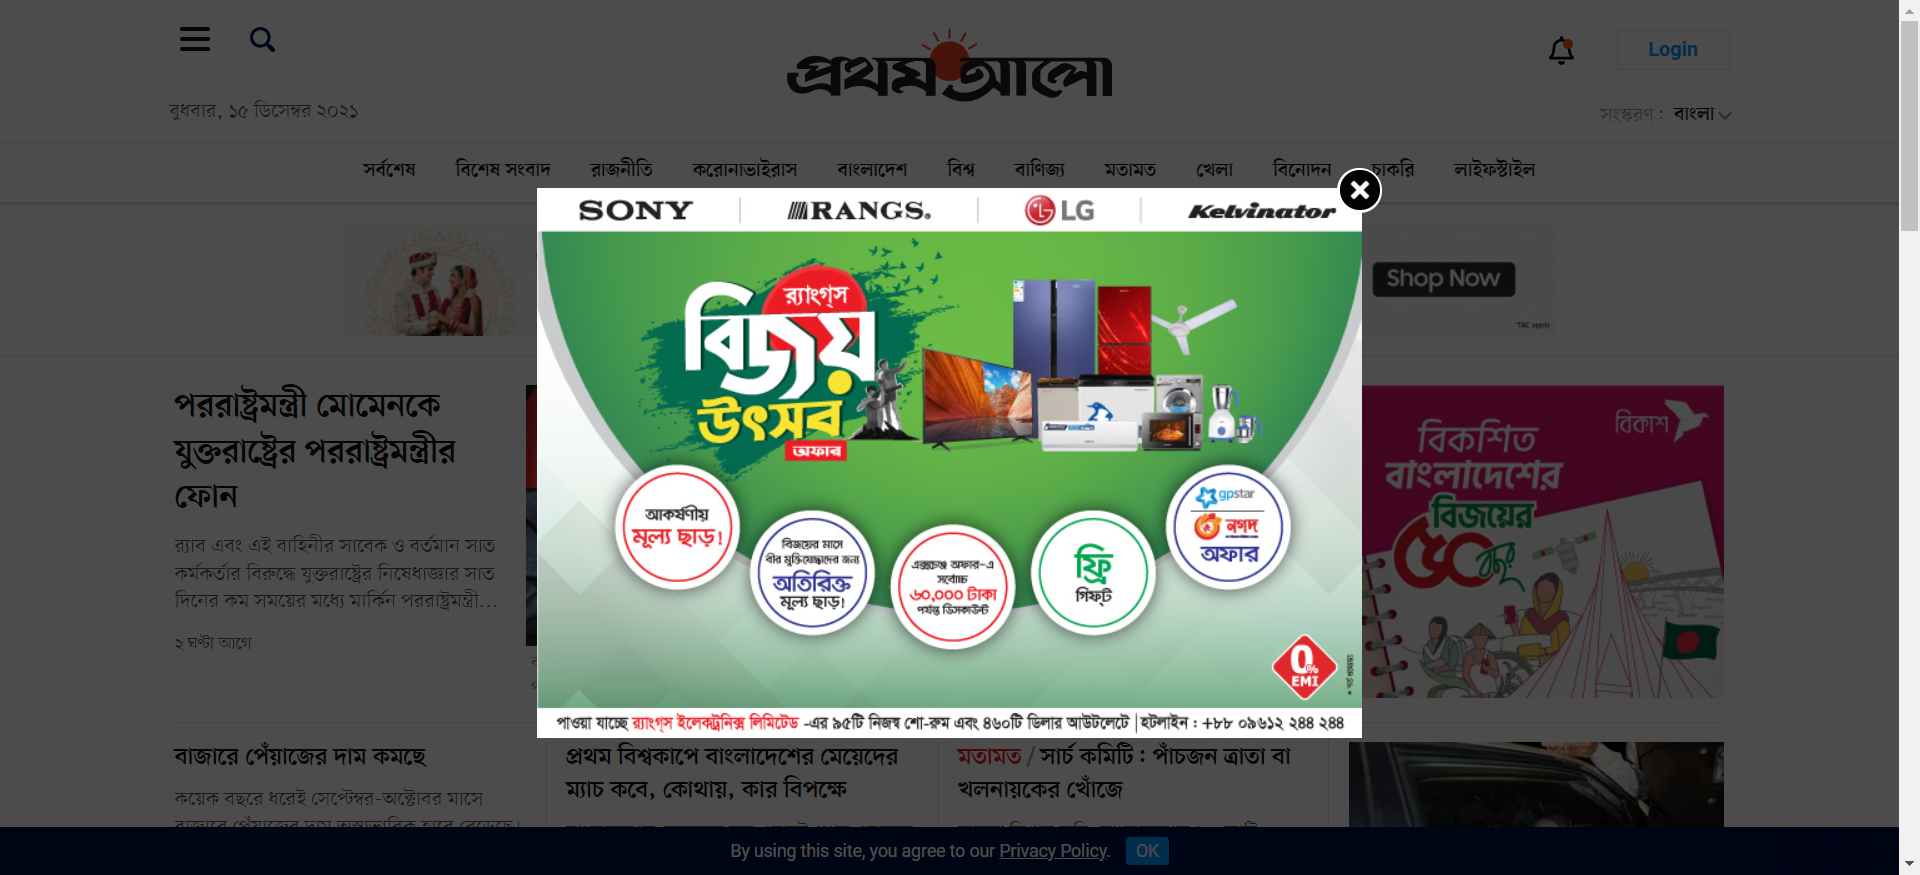 Login
প্রথম আলো
বুধবার, ১৫ ডিসেম্বর ২০২১
সংস্করণ : বাংলা
সর্বশেষ বিশেষ সংবাদ রাজনীতি করোনাভাইরাস বাংলাদেশ বিশ্ব বাণিজ্য মতামত খেলা বিনোদন চাকরি লাইফস্টাইল
SONY RANGS. LG Kelvinator
Shop Now
*T&C apply
র‍্যাংগ্‌স
বিজয়
উৎসব
অফার
আকর্ষণীয়
মূল্য ছাড়!
বিজয়ের মাসে
বীর মুক্তিযোদ্ধাদের জন্য
অতিরিক্ত
মূল্য ছাড়!
এক্সচেঞ্জ অফার-এ
সর্বোচ্চ
৬০,০০০ টাকা
পর্যন্ত ডিসকাউন্ট
ফ্রি
গিফ্‌ট
gpstar
নগদ
অফার
0%
EMI
পাওয়া যাচ্ছে র‍্যাংগ্‌স ইলেকট্রনিক্স লিমিটেড -এর ৯৫টি নিজস্ব শো-রুম এবং ৪৬০টি ডিলার আউটলেটে | হটলাইন : +৮৮ ০৯৬১২ ২৪৪ ২৪৪
পররাষ্ট্রমন্ত্রী মোমেনকে
যুক্তরাষ্ট্রের পররাষ্ট্রমন্ত্রীর
ফোন
র‍্যাব এবং এই বাহিনীর সাবেক ও বর্তমান সাত
কর্মকর্তার বিরুদ্ধে যুক্তরাষ্ট্রের নিষেধাজ্ঞার সাত
দিনের কম সময়ের মধ্যে মার্কিন পররাষ্ট্রমন্ত্রী...
২ ঘণ্টা আগে
বিকাশ
বিকশিত
বাংলাদেশের
বিজয়ের
৫০ বছর
বাজারে পেঁয়াজের দাম কমছে
কয়েক বছরে ধরেই সেপ্টেম্বর-অক্টোবর মাসে
বাজারে পেঁয়াজের দাম অস্বাভাবিক হারে বেড়েছে।
প্রথম বিশ্বকাপে বাংলাদেশের মেয়েদের
ম্যাচ কবে, কোথায়, কার বিপক্ষে
মতামত / সার্চ কমিটি : পাঁচজন ত্রাতা বা
খলনায়কের খোঁজে
By using this site, you agree to our Privacy Policy. OK